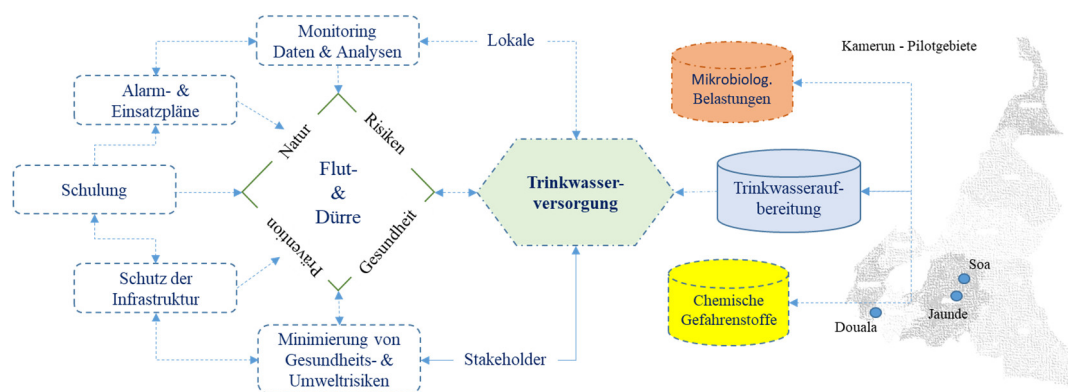 Monitoring
Daten & Analysen
Lokale
Kamerun - Pilotgebiete
Alarm- &
Einsatzpläne
Mikrobiolog.
Belastungen
Natur
Risiken
Schulung
Flut-
&
Dürre
Trinkwasser-
versorgung
Trinkwasserauf-
bereitung
Prävention
Gesundheit
Schutz der
Infrastruktur
Chemische
Gefahrenstoffe
Soa
Jaunde
Douala
Minimierung von
Gesundheits- &
Umweltrisiken
Stakeholder